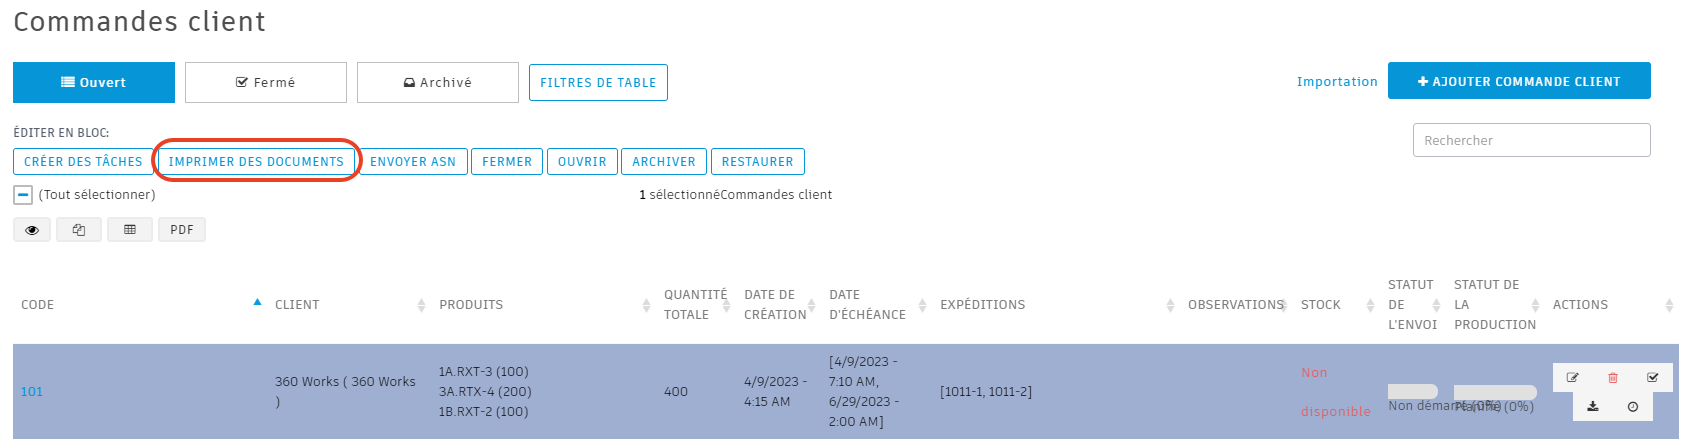 Commandes client
Ouvert Fermé Archivé FILTRES DE TABLE Importation AJOUTER COMMANDE CLIENT
ÉDITER EN BLOC: Rechercher
CRÉER DES TÂCHES IMPRIMER DES DOCUMENTS ENVOYER ASN FERMER OUVRIR ARCHIVER RESTAURER
(Tout sélectionner) 1 sélectionnéCommandes client
PDF
CODE CLIENT PRODUITS QUANTITÉ TOTALE DATE DE CRÉATION DATE D'ÉCHÉANCE EXPÉDITIONS OBSERVATIONS STOCK STATUT DE L'ENVOI STATUT DE LA PRODUCTION ACTIONS
101
360 Works ( 360 Works
)
1A.RXT-3 (100)
3A.RTX-4 (200)
1B.RXT-2 (100)
400
4/9/2023 -
4:15 AM
[4/9/2023 -
7:10 AM,
6/29/2023 -
2:00 AM]
[1011-1, 1011-2]
Non
disponible
Non démarré (0%)
Planifié (0%)